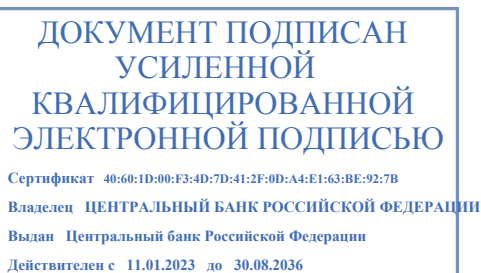 ДОКУМЕНТ ПОДПИСАН
УСИЛЕННОЙ
КВАЛИФИЦИРОВАННОЙ
ЭЛЕКТРОННОЙ ПОДПИСЬЮ
Сертификат 40:60:1D:00:F3:4D:7D:41:2F:0D:A4:E1:63:BE:92:7B
Владелец ЦЕНТРАЛЬНЫЙ БАНК РОССИЙСКОЙ ФЕДЕРАЦИИ
Выдан Центральный банк Российской Федерации
Действителен с 11.01.2023 до 30.08.2036